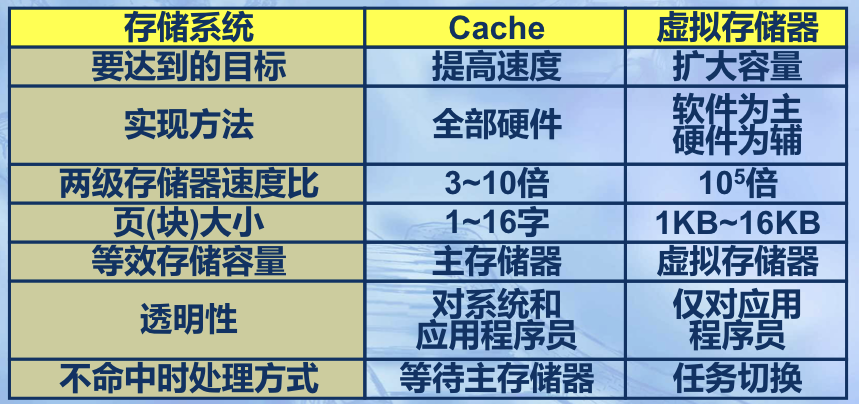 存储系统 Cache 虚拟存储器
要达到的目标 提高速度 扩大容量
实现方法 全部硬件 软件为主
硬件为辅
两级存储器速度比 3~10倍 10⁵倍
页(块)大小 1~16字 1KB~16KB
等效存储容量 主存储器 虚拟存储器
透明性 对系统和
应用程序员 仅对应用
程序员
不命中时处理方式 等待主存储器 任务切换